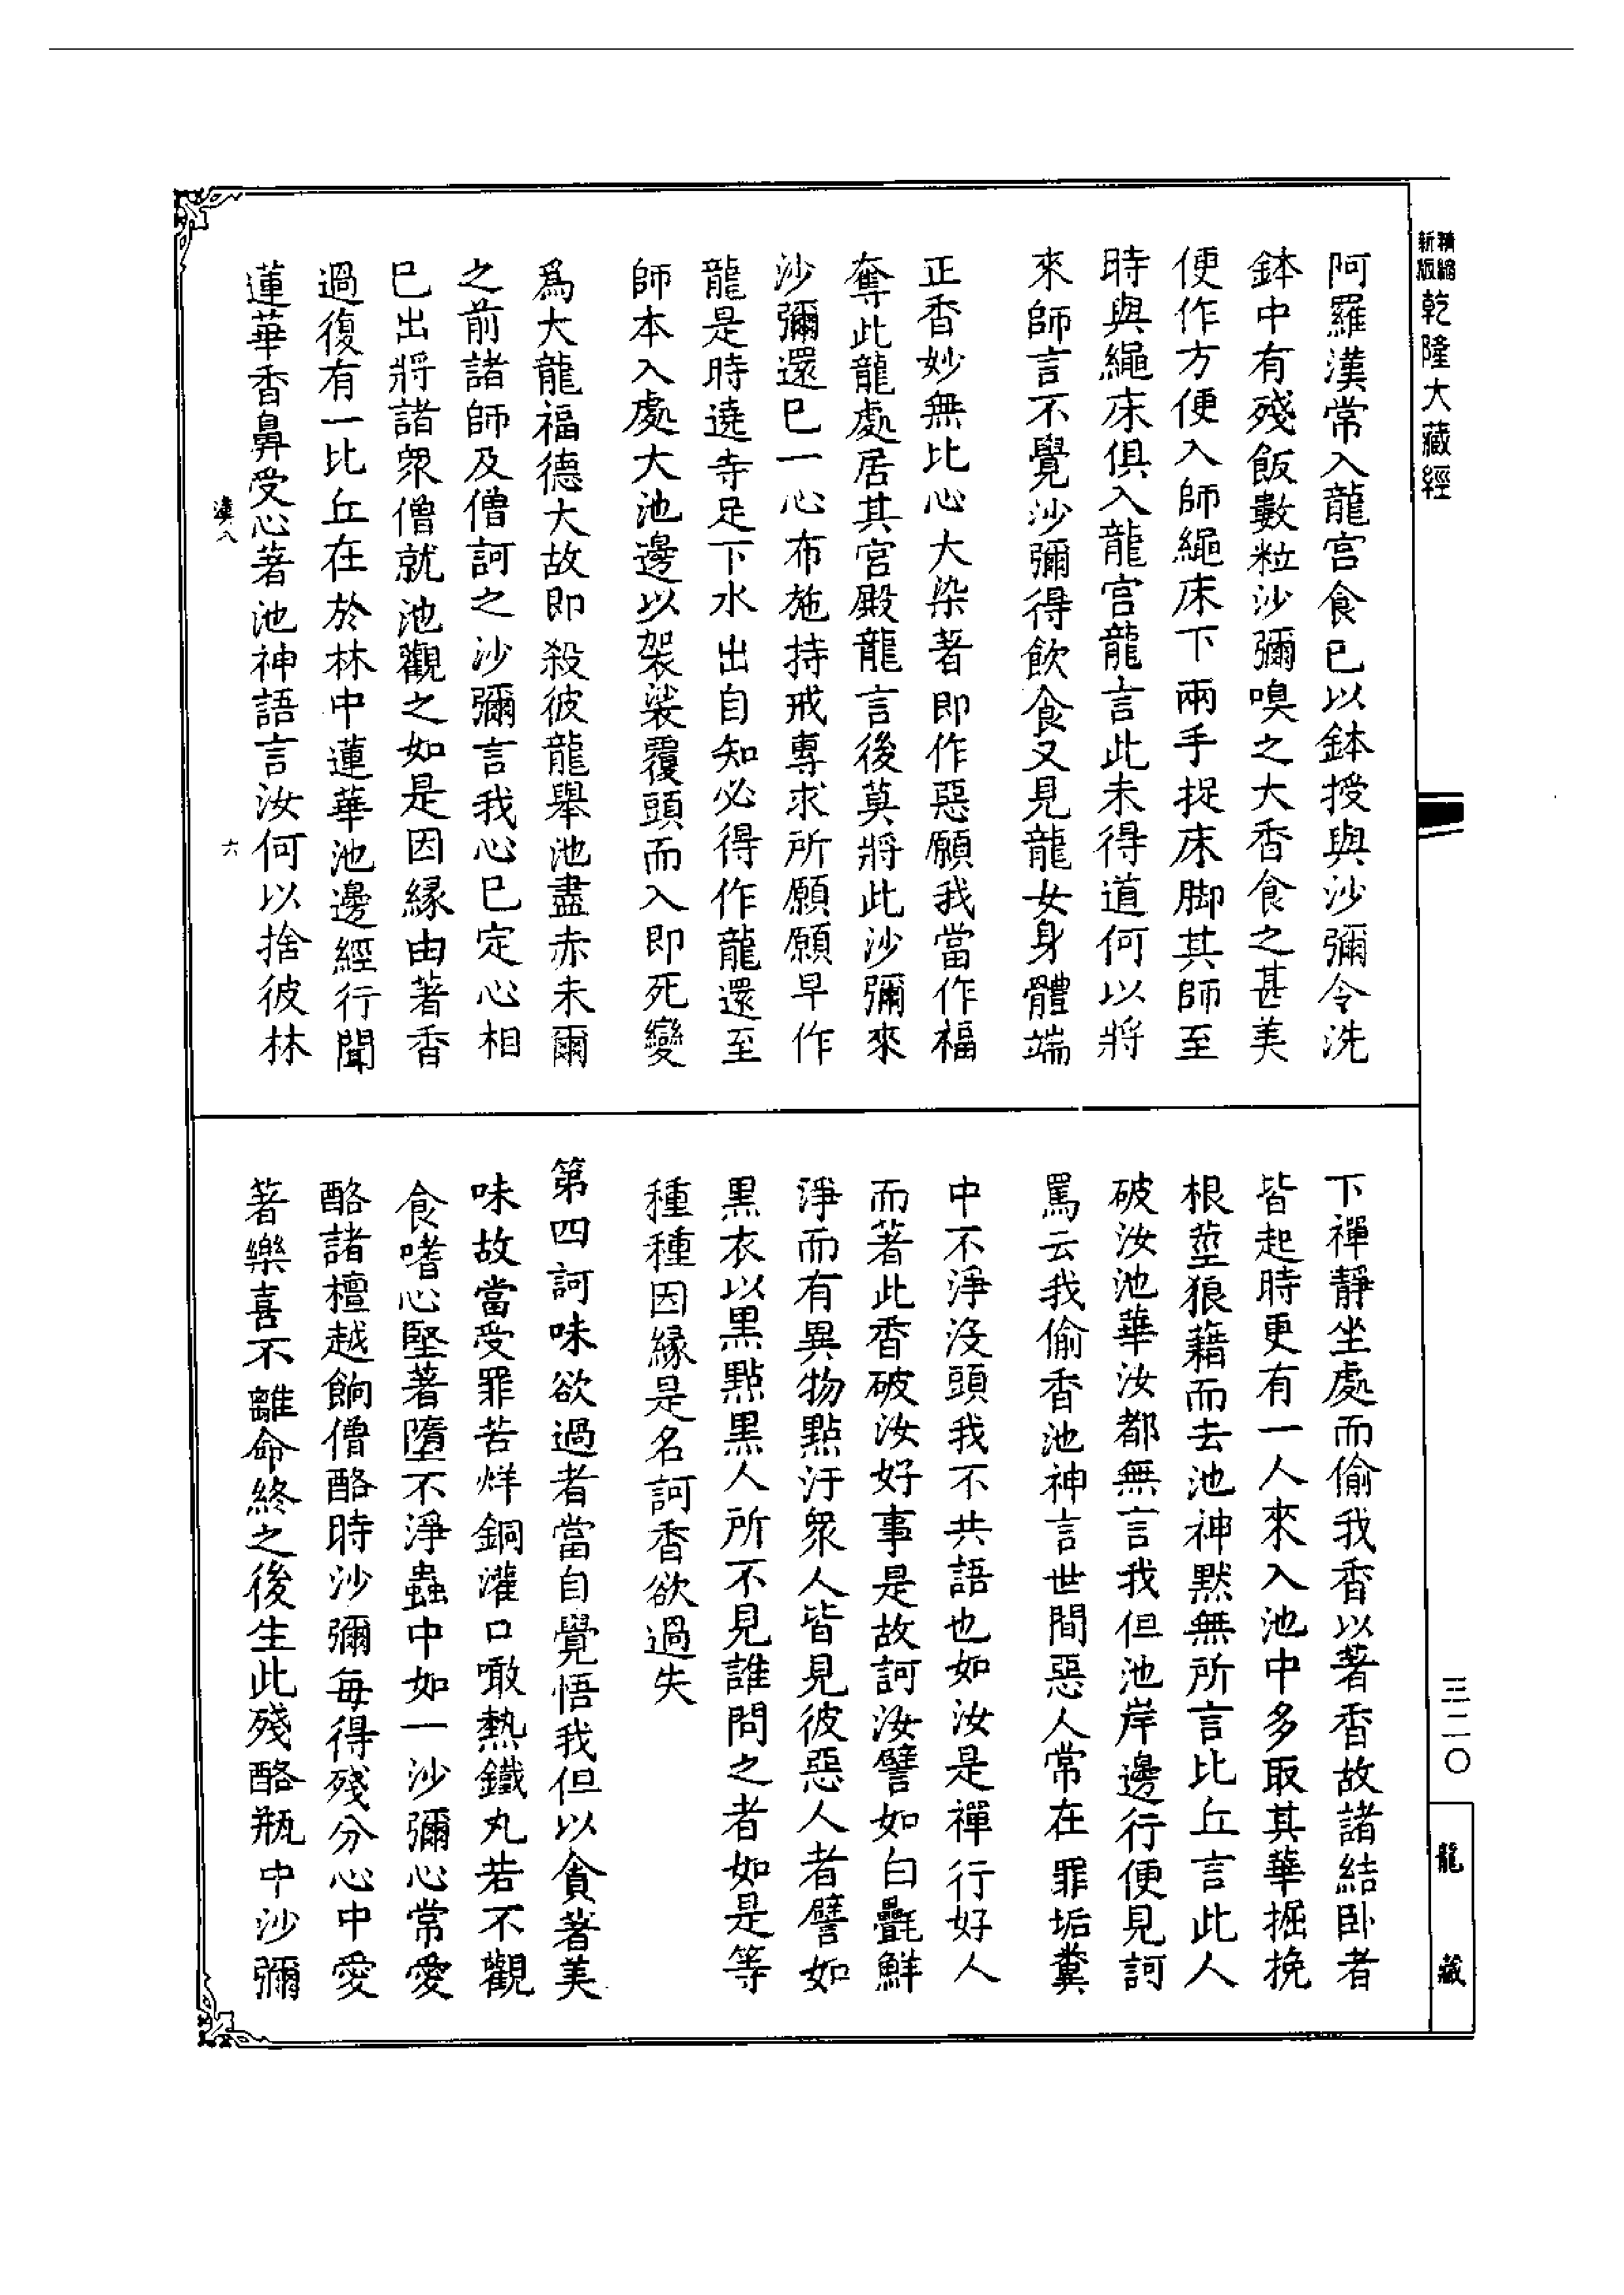 精縮
新版
乾隆大藏經
阿羅漢常入龍宮食已以鉢授與沙彌令洗
鉢中有殘飯數粒沙彌嗅之大香食之甚美
便作方便入師繩床下兩手捉床脚其師至
時與繩床俱入龍宮龍言此未得道何以將
來師言不覺沙彌得飲食又見龍女身體端
正香妙無比心大染著即作惡願我當作福
奪此龍處居其宮殿龍言後莫將此沙彌來
沙彌還已一心布施持戒專求所願願早作
龍是時遶寺足下水出自知必得作龍還至
師本入處大池邊以袈裟覆頭而入即死變
爲大龍福德大故即殺彼龍舉池盡赤未爾
之前諸師及僧訶之沙彌言我心已定心相
已出將諸眾僧就池觀之如是因緣由著香
過復有一比丘在於林中蓮華池邊經行聞
蓮華香鼻受心著池神語言汝何以捨彼林
六
下禪靜坐處而偷我香以著香故諸結臥者
皆起時更有一人來入池中多取其華掘挽
根莖狼藉而去池神默無所言比丘言此人
破汝池華汝都無言我但池岸邊行便見訶
罵云我偷香池神言世間惡人常在罪垢糞
中不淨沒頭我不共語也如汝是禪行好人
而著此香破汝好事是故訶汝譬如白氎鮮
淨而有異物點汙眾人皆見彼惡人者譬如
黑衣以黑點黑人所不見誰問之者如是等
種種因緣是名訶香欲過失
第四訶味欲過者當自覺悟我但以貪著美
味故當受罪苦烊銅灌口噉熱鐵丸若不觀
食嗜心堅著墮不淨蟲中如一沙彌心常愛
酪諸檀越餉僧酪時沙彌每得殘分心中愛
著樂喜不離命終之後生此殘酪瓶中沙彌
三二〇
龍藏